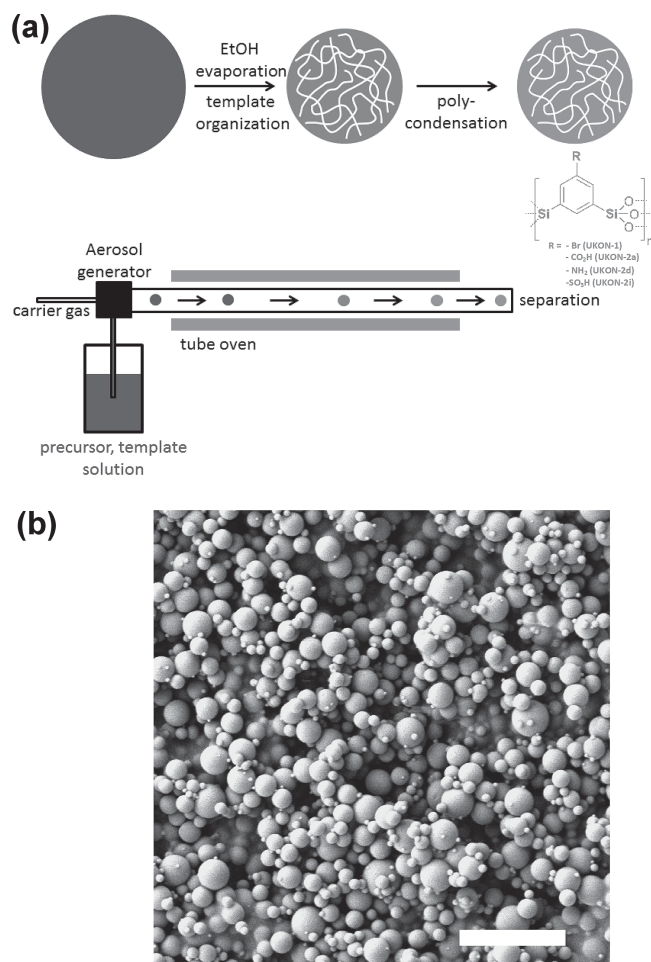 (a)
EtOH
evaporation
template
organization
poly-
condensation
R
Si
Si
O
O
O
n
R = - Br (UKON-1)
- CO₂H (UKON-2a)
- NH₂ (UKON-2d)
-SO₃H (UKON-2i)
Aerosol
generator
carrier gas
separation
tube oven
precursor, template
solution
(b)